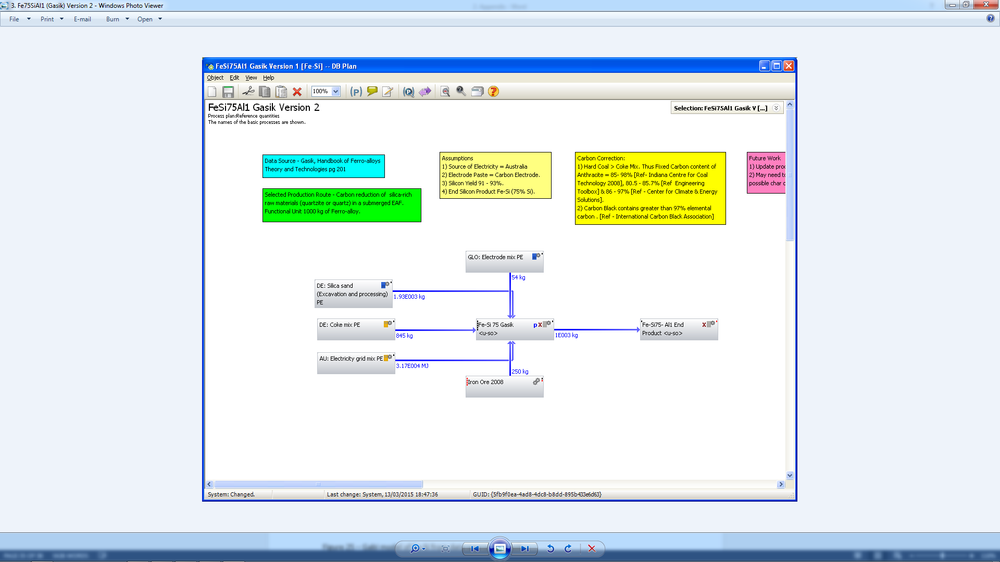 3. Fe75SiAl1 (Gasik) Version 2 - Windows Photo Viewer
File Print E-mail Burn Open
FeSi75Al1 Gasik Version 1 [Fe-Si] -- DB Plan
Object Edit View Help
100%
FeSi75Al1 Gasik Version 2
Process plan:Reference quantities
The names of the basic processes are shown.
Selection: FeSi75Al1 Gasik V [...]
Data Source - Gasik, Handbook of Ferro-alloys
Theory and Technologies pg 201
Selected Production Route - Carbon reduction of silica-rich
raw materials (quartzite or quartz) in a submerged EAF.
Functional Unit 1000 kg of Ferro-alloy.
Assumptions
1) Source of Electricity = Australia
2) Electrode Paste = Carbon Electrode.
3) Silicon Yield 91 - 93%.
4) End Silicon Product Fe-Si (75% Si).
Carbon Correction:
1) Hard Coal > Coke Mix. Thus Fixed Carbon content of
Anthracite = 85- 98% [Ref- Indiana Centre for Coal
Technology 2008], 80.5 - 85.7% [Ref Engineering
Toolbox] & 86 - 97% [Ref - Center for Climate & Energy
Solutions].
2) Carbon Black contains greater than 97% elemental
carbon . [Ref - International Carbon Black Association]
Future Work
1) Update
2) May need
possible char
GLO: Electrode mix PE
54 kg
DE: Silica sand
(Excavation and processing)
PE
1.93E003 kg
DE: Coke mix PE
845 kg
Fe-Si 75 Gasik
<u-so>
p X
1E003 kg
Fe-Si75- Al1 End
Product <u-so>
X
AU: Electricity grid mix PE
3.17E004 MJ
250 kg
Iron Ore 2008
System: Changed.
Last change: System, 13/03/2015 18:47:36
GUID: {5fb9f0ea-4ad8-4dc8-b8dd-895b433e6d63}